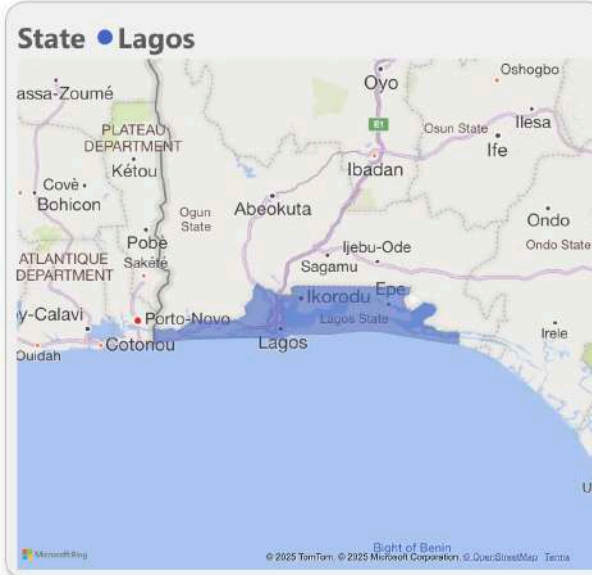 State Lagos
Oshogbo
Oyo
assa-Zoumé
E1
Ilesa
PLATEAU
DEPARTMENT
Osun State
Ife
Kétou
Ibadan
Covè
Bohicon
Ogun
State
Abeokuta
Ondo
Pobè
Ijebu-Ode
Ondo State
ATLANTIQUE
DEPARTMENT
Sakété
Sagamu
Epe
Ikorodu
y-Calavi
Porto-Novo
Lagos State
Irele
Ouidah
Cotonou
Lagos
U
Bight of Benin
Microsoft Bing
© 2025 TomTom, © 2025 Microsoft Corporation, © OpenStreetMap Terms